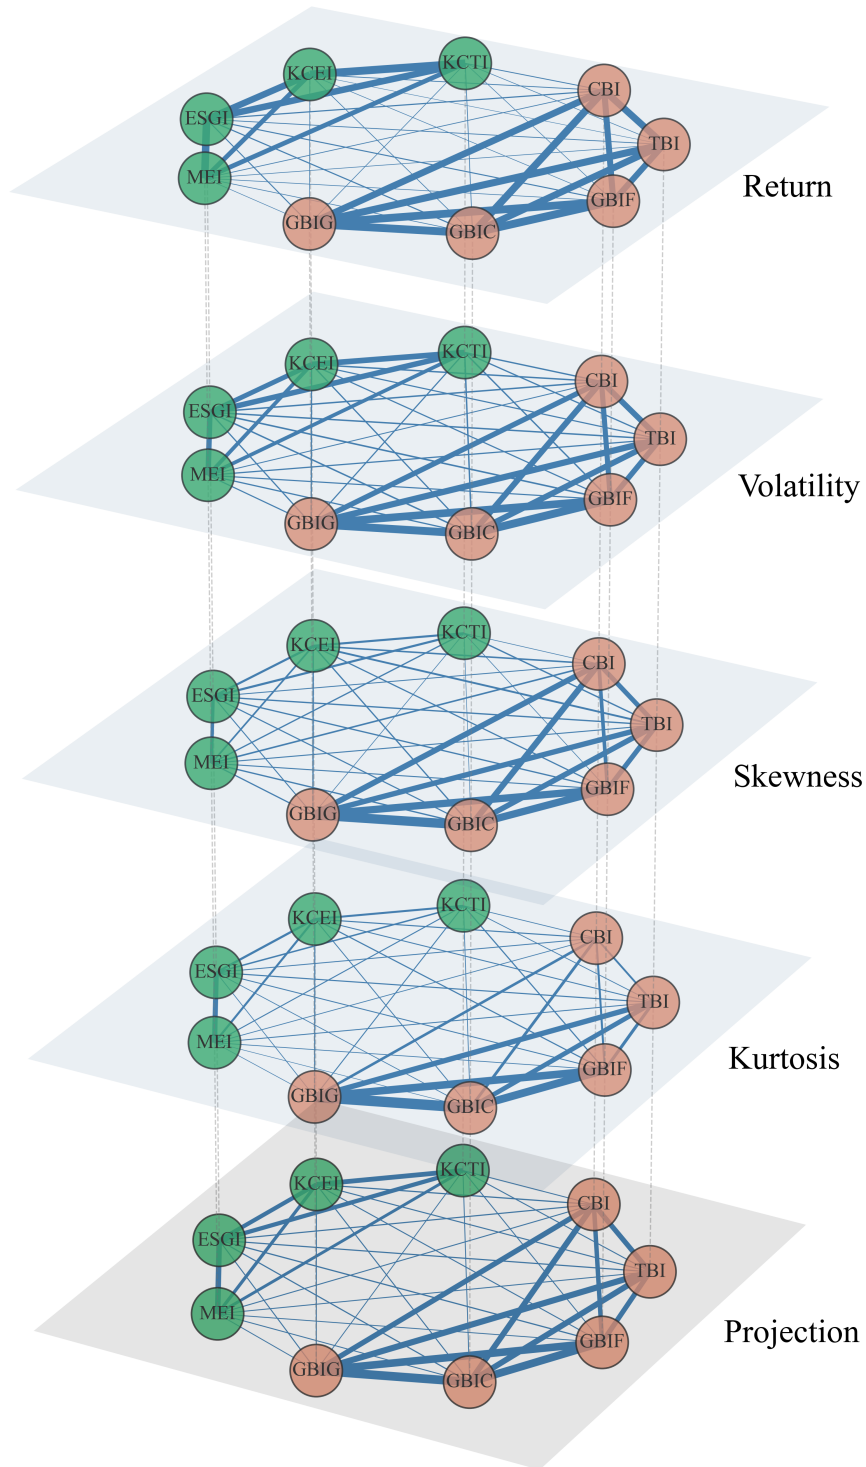 KCTI
KCEI
CBI
ESGI
TBI
MEI
Return
GBIF
GBIG
GBIC
KCTI
KCEI
CBI
ESGI
TBI
MEI
Volatility
GBIF
GBIG
GBIC
KCTI
KCEI
CBI
ESGI
TBI
MEI
Skewness
GBIF
GBIG
GBIC
KCTI
KCEI
CBI
ESGI
TBI
MEI
Kurtosis
GBIF
GBIG
GBIC
KCTI
KCEI
CBI
ESGI
TBI
MEI
Projection
GBIF
GBIG
GBIC